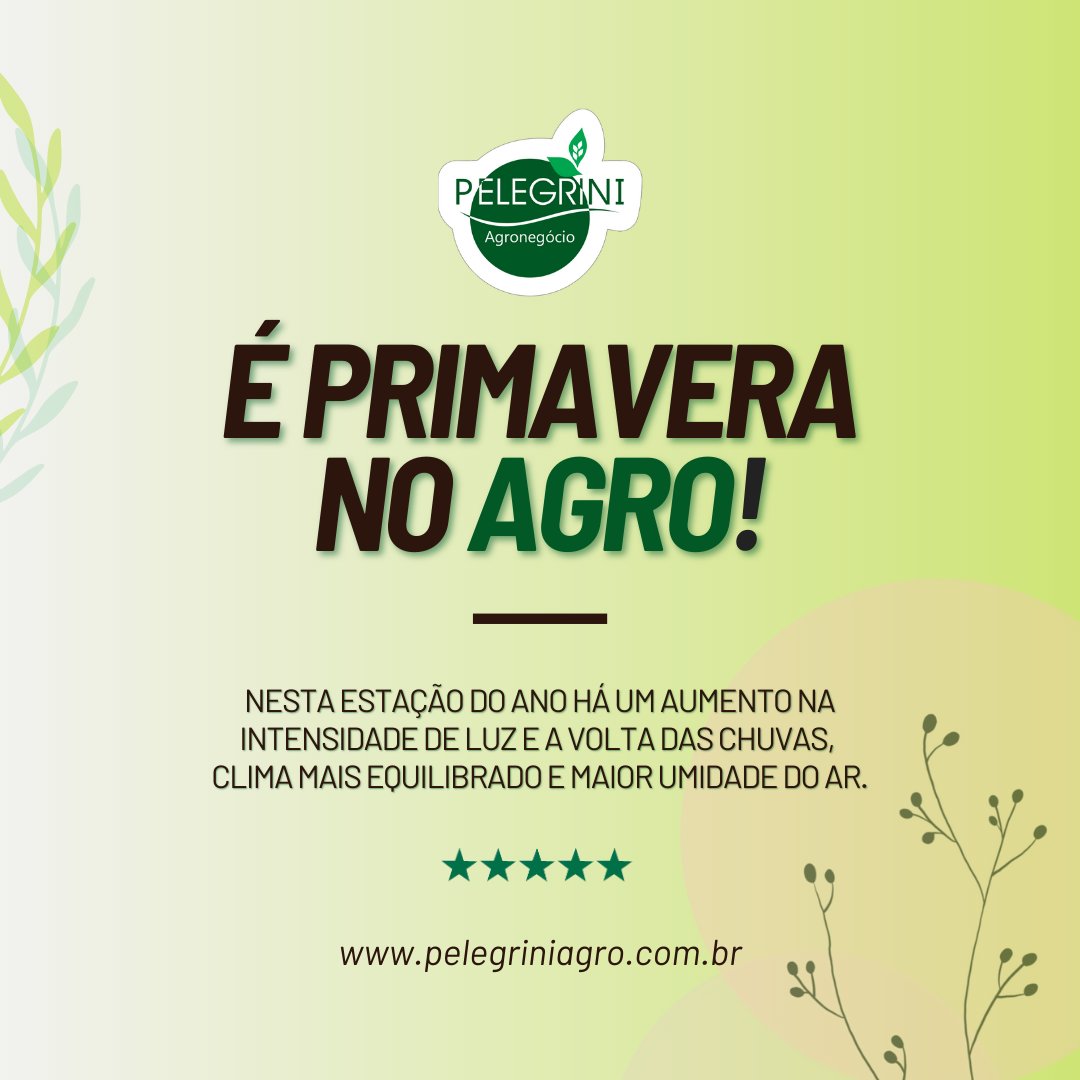 PELEGRINI
Agronegócio
É PRIMAVERA
NO AGRO!
NESTA ESTAÇÃO DO ANO HÁ UM AUMENTO NA
INTENSIDADE DE LUZ E A VOLTA DAS CHUVAS,
CLIMA MAIS EQUILIBRADO E MAIOR UMIDADE DO AR.
www.pelegriniagro.com.br